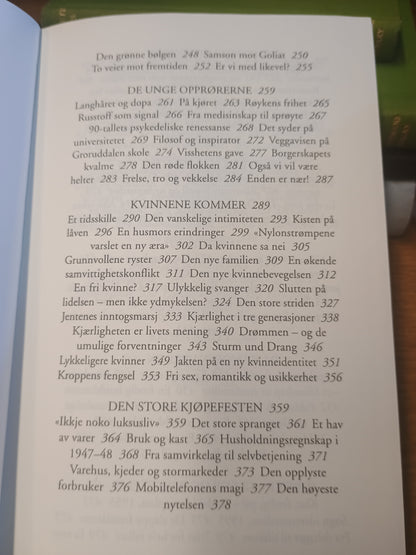 Den grønne bølgen 248 Samson mot Goliat 250
To veier mot fremtiden 252 Er vi med likevel? 255
DE UNGE OPPRØRERNE 259
Langhåret og dopa 261 På kjøret 263 Røykens frihet 265
Russtoff som signal 266 Fra medisinskap til sprøyte 267
90-tallets psykedeliske renessanse 268 Det syder på
universitetet 269 Filosof og inspirator 272 Veggavisen på
Groruddalen skole 274 Visshetens gave 277 Borgerskapets
kvalme 278 Den røde flokken 281 Også vi vil være
helter 283 Frelse, tro og vekkelse 284 Enden er nær! 287
KVINNENE KOMMER 289
Et tidsskille 290 Den vanskelige intimiteten 293 Kisten på
låven 296 En husmors erindringer 299 «Nylonstrømpene
varslet en ny æra» 302 Da kvinnene sa nei 305
Grunnvollene ryster 307 Den nye familien 309 En økende
samvittighetskonflikt 311 Den nye kvinnebevegelsen 312
En fri kvinne? 317 Ulykkelig svanger 320 Slutten på
lidelsen – men ikke ydmykelsen? 324 Den store striden 327
Jentenes inntogsmarsj 333 Kjærlighet i tre generasjoner 338
Kjærligheten er livets mening 340 Drømmen – og de
umulige forventninger 343 Sturm und Drang 346
Lykkeligere kvinner 349 Jakten på en ny kvinneidentitet 351
Kroppens fengsel 353 Fri sex, romantikk og usikkerhet 356
DEN STORE KJØPEFESTEN 359
«Ikkje noko luksusliv» 359 Det store spranget 361 Et hav
av varer 364 Bruk og kast 365 Husholdningsregnskap i
1947–48 368 Fra samvirkelag til selvbetjening 371
Varehus, kjeder og stormarkeder 373 Den opplyste
forbruker 376 Mobiltelefonens magi 377 Den høyeste
nytelsen 378